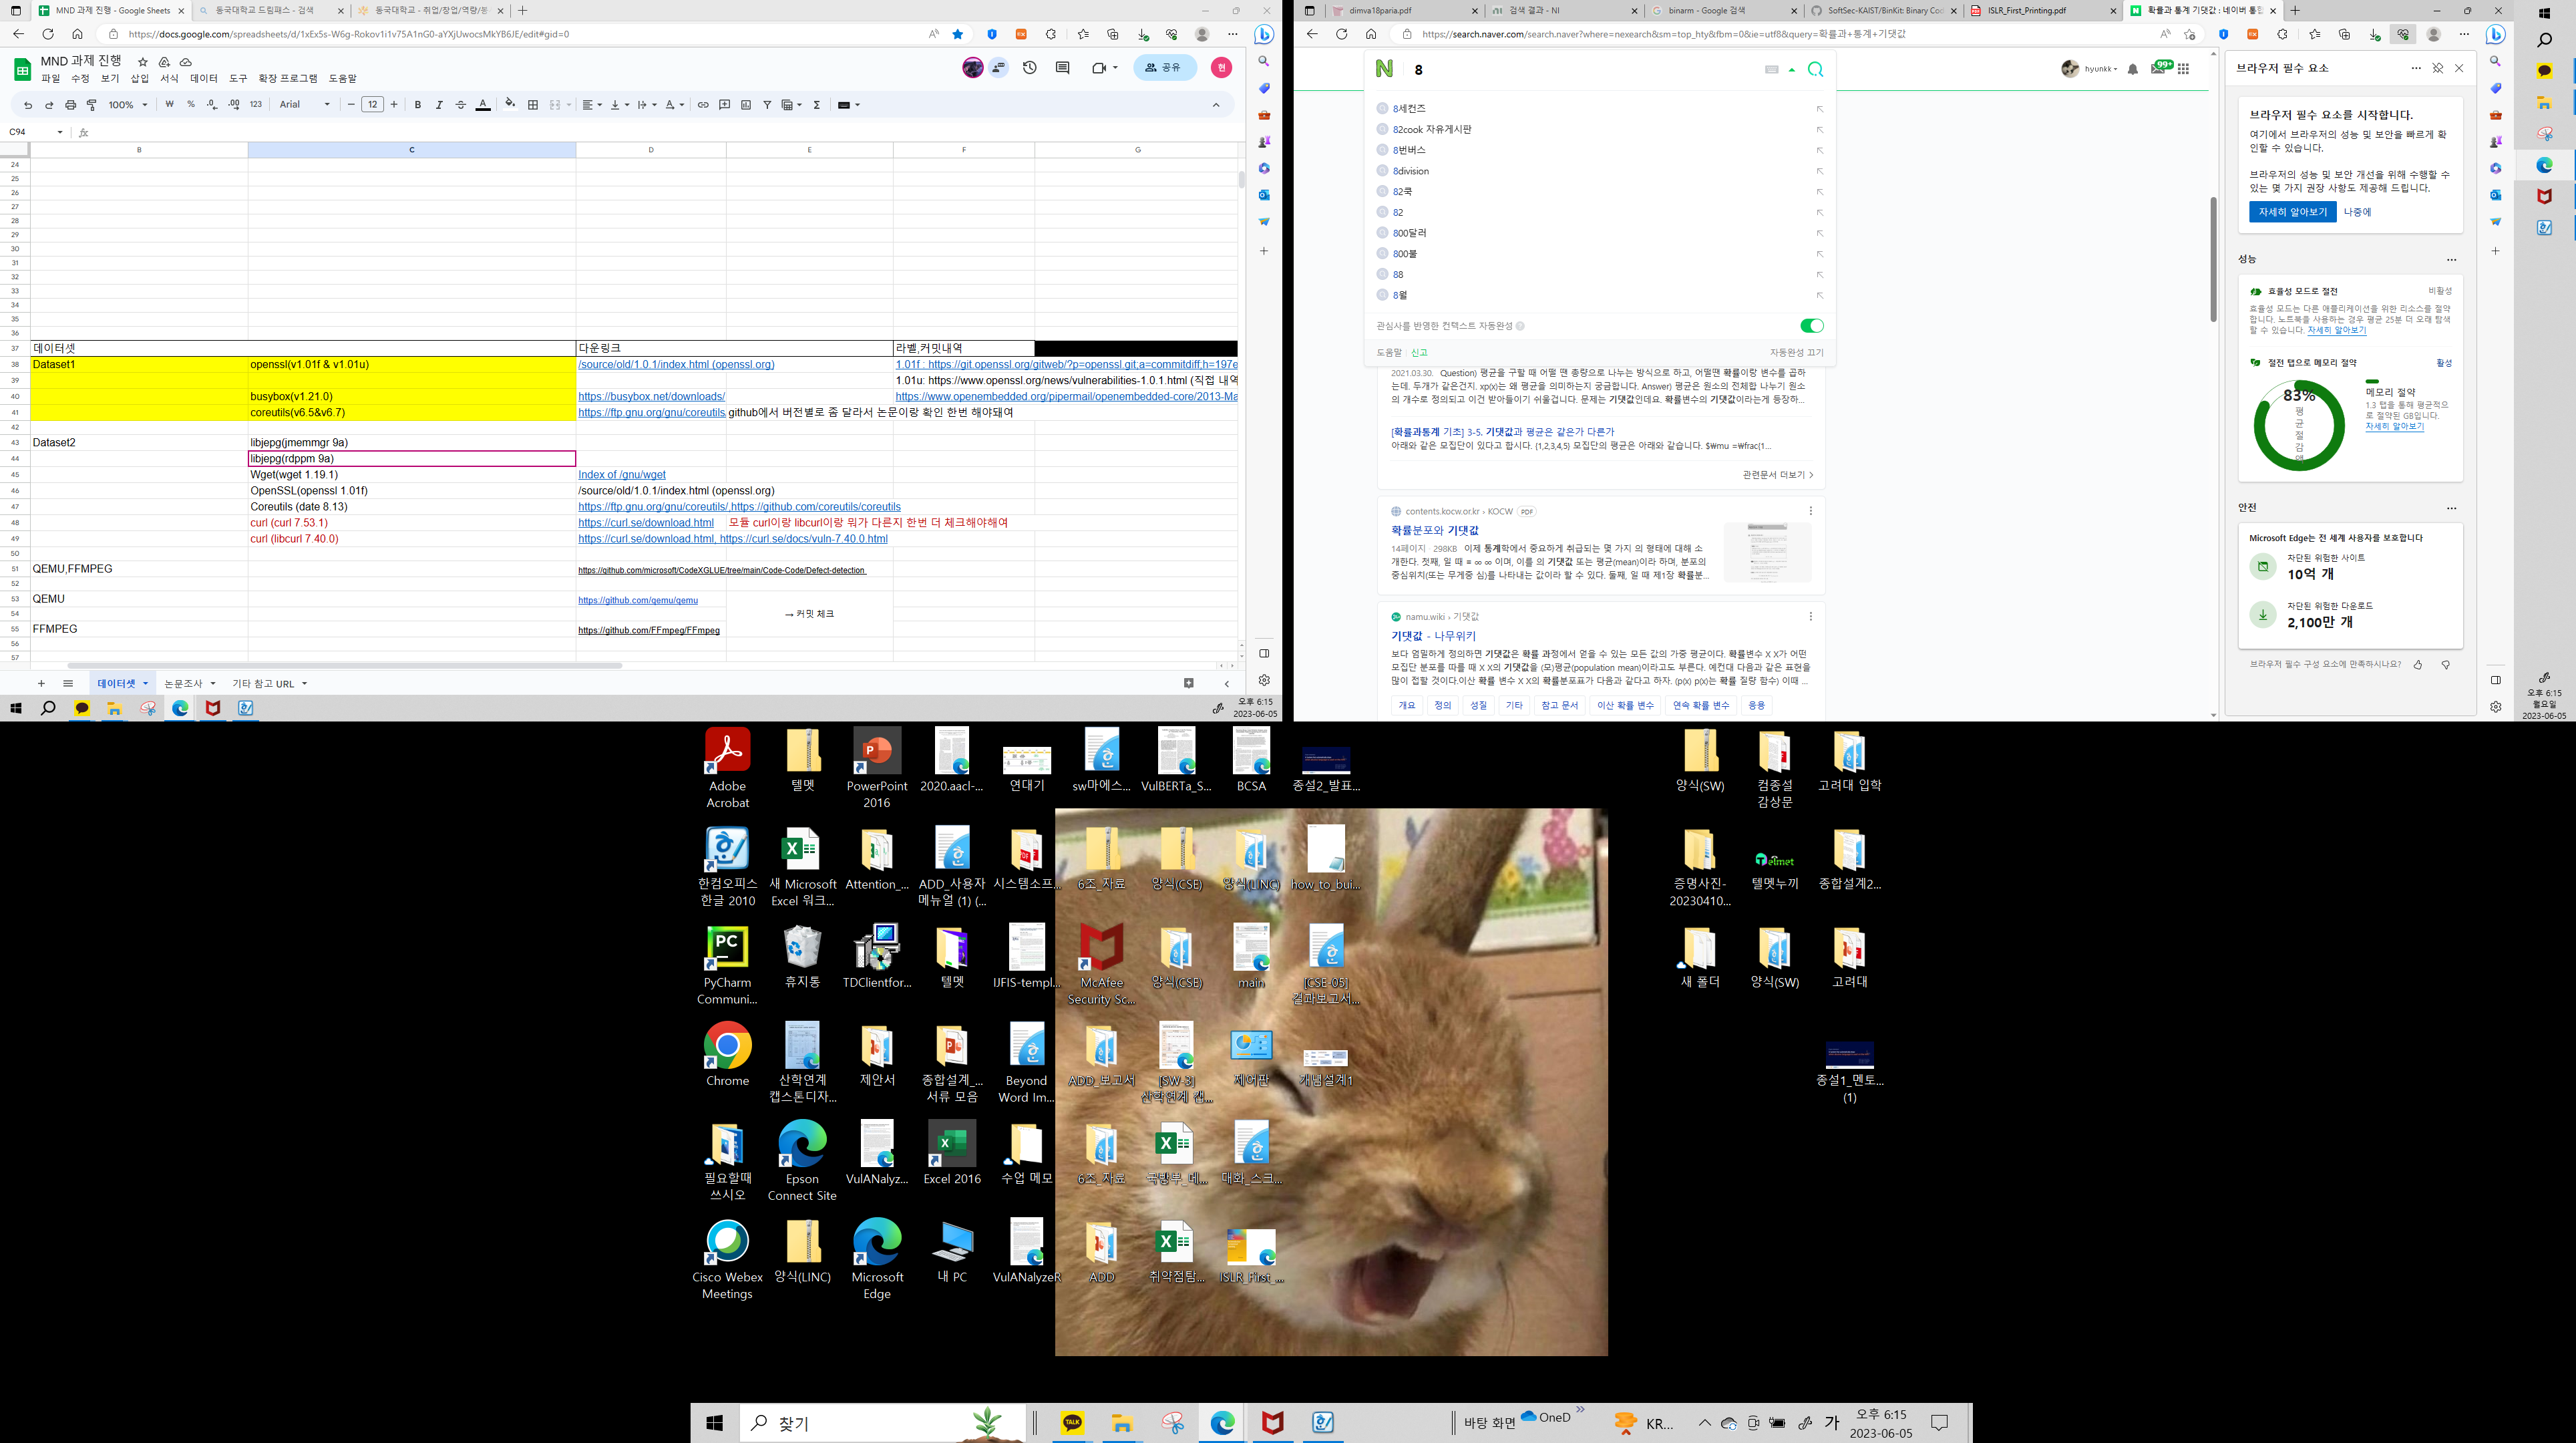 MND 과제 진행 - Google Sheets
동국대학교 드림패스 - 검색
동국대학교 - 취업/창업/역량/봉
https://docs.google.com/spreadsheets/d/1xEx5s-W6g-Rokov1i1v75A1nG0-aYXjUwocsMkYB6JE/edit#gid=0
MND 과제 진행
파일 수정 보기 삽입 서식 데이터 도구 확장 프로그램 도움말
공유
현
100% ₩ % .0 .00 123 Arial 12
C94
B C D E F G
24
25
26
27
28
29
30
31
32
33
34
35
36
37 데이터셋 다운링크 라벨,커밋내역
38 Dataset1 openssl(v1.01f & v1.01u) /source/old/1.0.1/index.html (openssl.org) 1.01f : https://git.openssl.org/gitweb/?p=openssl.git;a=commitdiff;h=197e
39 1.01u: https://www.openssl.org/news/vulnerabilities-1.0.1.html (직접 내역
40 busybox(v1.21.0) https://busybox.net/downloads/ https://www.openembedded.org/pipermail/openembedded-core/2013-Ma
41 coreutils(v6.5&v6.7) https://ftp.gnu.org/gnu/coreutils, github에서 버전별로 좀 달라서 논문이랑 확인 한번 해야돼여
42
43 Dataset2 libjepg(jmemmgr 9a)
44 libjepg(rdppm 9a)
45 Wget(wget 1.19.1) Index of /gnu/wget
46 OpenSSL(openssl 1.01f) /source/old/1.0.1/index.html (openssl.org)
47 Coreutils (date 8.13) https://ftp.gnu.org/gnu/coreutils/,https://github.com/coreutils/coreutils
48 curl (curl 7.53.1) https://curl.se/download.html 모듈 curl이랑 libcurl이랑 뭐가 다른지 한번 더 체크해야해여
49 curl (libcurl 7.40.0) https://curl.se/download.html, https://curl.se/docs/vuln-7.40.0.html
50
51 QEMU,FFMPEG https://github.com/microsoft/CodeXGLUE/tree/main/Code-Code/Defect-detection
52
53 QEMU https://github.com/qemu/qemu
54 → 커밋 체크
55 FFMPEG https://github.com/FFmpeg/FFmpeg
56
57
데이터셋 논문조사 기타 참고 URL
오후 6:15
2023-06-05
dimva18paria.pdf
검색 결과 - NI
binarm - Google 검색
SoftSec-KAIST/BinKit: Binary Cod
ISLR_First_Printing.pdf
확률과 통계 기댓값 : 네이버 통합
https://search.naver.com/search.naver?where=nexearch&sm=top_hty&fbm=0&ie=utf8&query=확률과+통계+기댓값
N 8
hyunkk
99+
8세컨즈
82cook 자유게시판
8번버스
8division
82쿡
82
800달러
800불
88
8월
관심사를 반영한 컨텍스트 자동완성
도움말 신고 자동완성 끄기
2021.03.30. Question) 평균을 구할 때 어떨 땐 총량으로 나누는 방식으로 하고, 어떨땐 확률이랑 변수를 곱하
는데. 두개가 같은건지. xp(x)는 왜 평균을 의미하는지 궁금합니다. Answer) 평균은 원소의 전체합 나누기 원소
의 개수로 정의되고 이건 받아들이기 쉬울겁니다. 문제는 기댓값인데요. 확률변수의 기댓값이라는게 등장하...
[확률과통계 기초] 3-5. 기댓값과 평균은 같은가 다른가
아래와 같은 모집단이 있다고 합시다. (1,2,3,4,5) 모집단의 평균은 아래와 같습니다. $₩mu =₩frac(1...
관련문서 더보기
contents.kocw.or.kr › KOCW PDF
확률분포와 기댓값
14페이지 298KB 이제 통계학에서 중요하게 취급되는 몇 가지 의 형태에 대해 소
개한다. 첫째, 일 때 = ∞ ∞ 이며, 이를 의 기댓값 또는 평균(mean)이라 하며, 분포의
중심위치(또는 무게중 심)를 나타내는 값이라 할 수 있다. 둘째, 일 때 제1장 확률분...
namu.wiki › 기댓값
기댓값 - 나무위키
보다 엄밀하게 정의하면 기댓값은 확률 과정에서 얻을 수 있는 모든 값의 가중 평균이다. 확률변수 X X가 어떤
모집단 분포를 따를 때 X X의 기댓값을 (모)평균(population mean)이라고도 부른다. 예컨대 다음과 같은 표현을
많이 접할 것이다.이산 확률 변수 X X의 확률분포표가 다음과 같다고 하자. (p(x) p(x)는 확률 질량 함수) 이때 ...
개요 정의 성질 기타 참고 문서 이산 확률 변수 연속 확률 변수 응용
브라우저 필수 요소
브라우저 필수 요소를 시작합니다.
여기에서 브라우저의 성능 및 보안을 빠르게 확
인할 수 있습니다.
브라우저의 성능 및 보안 개선을 위해 수행할 수
있는 몇 가지 권장 사항도 제공해 드립니다.
자세히 알아보기 나중에
성능
효율성 모드로 절전 비활성
효율성 모드는 다른 애플리케이션을 위한 리소스를 절약
합니다. 노트북을 사용하는 경우 평균 25분 더 오래 탐색
할 수 있습니다. 자세히 알아보기
절전 탭으로 메모리 절약 활성
83%
평균절감액
메모리 절약
1.3 탭을 통해 평균적으
로 절약된 GB입니다.
자세히 알아보기
안전
Microsoft Edge는 전 세계 사용자를 보호합니다
차단된 위험한 사이트
10억 개
차단된 위험한 다운로드
2,100만 개
브라우저 필수 구성 요소에 만족하시나요?
오후 6:15
월요일
2023-06-05
Adobe Acrobat
텔멧
PowerPoint 2016
2020.aacl-...
연대기
sw마에스...
VulBERTa_S...
BCSA
종설2_발표...
양식(SW)
컴종설 감상문
고려대 입학
한컴오피스 한글 2010
새 Microsoft Excel 워크...
Attention_...
ADD_사용자 메뉴얼 (1) (...
시스템소프...
6조_자료
양식(CSE)
양식(LINC)
how_to_bui...
증명사진-20230410...
Telmet
텔멧누끼
종합설계2...
PyCharm Communi...
휴지통
TDClientfor...
텔멧
IJFIS-templ...
McAfee Security Sc...
양식(CSE)
main
[CSE-05] 결과보고서...
새 폴더
양식(SW)
고려대
Chrome
산학연계 캡스톤디자...
제안서
종합설계_... 서류 모음
Beyond Word Im...
ADD_보고서
[SW-3] 산학연계 캡...
제어판
개념설계1
종설1_멘토... (1)
필요할때 쓰시오
Epson Connect Site
VulANalyz...
Excel 2016
수업 메모
6조_자료
국방부_데...
대화_스크...
Cisco Webex Meetings
양식(LINC)
Microsoft Edge
내 PC
VulANalyzeR
ADD
취약점탐...
ISLR_First_...
찾기
TALK
바탕 화면
OneD
KR...
가
오후 6:15
2023-06-05